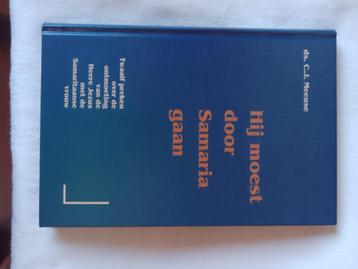 ds. C.J. Meeuse
Hij moest
door
Samaria
gaan
Twaalf preken
over de
ontmoeting
van de
Heere Jezus
met de
Samaritaanse
vrouw